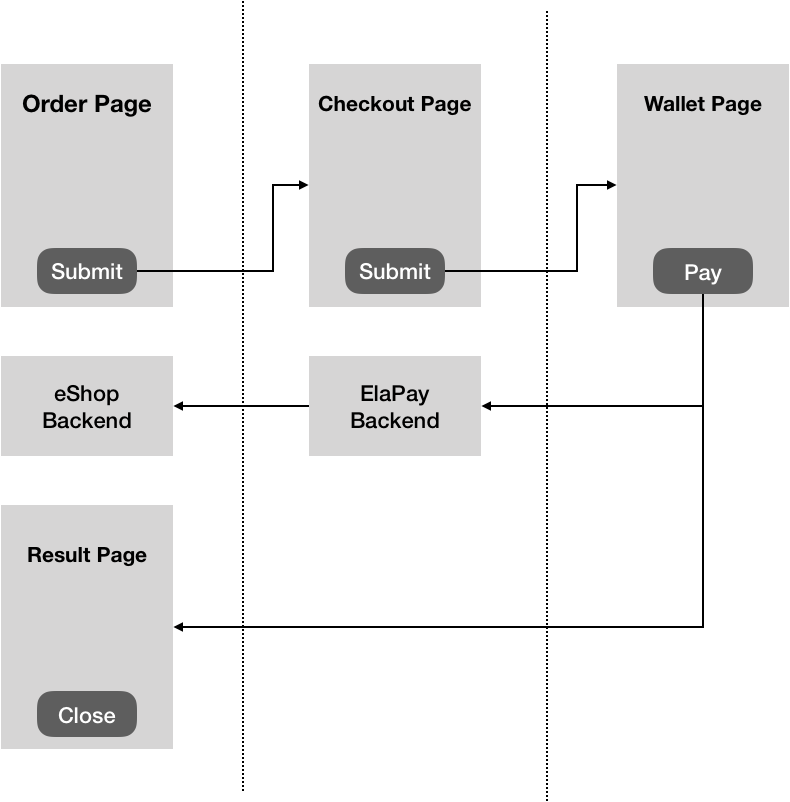 Order Page
Checkout Page
Wallet Page
Submit
Submit
Pay
eShop
Backend
ElaPay
Backend
Result Page
Close